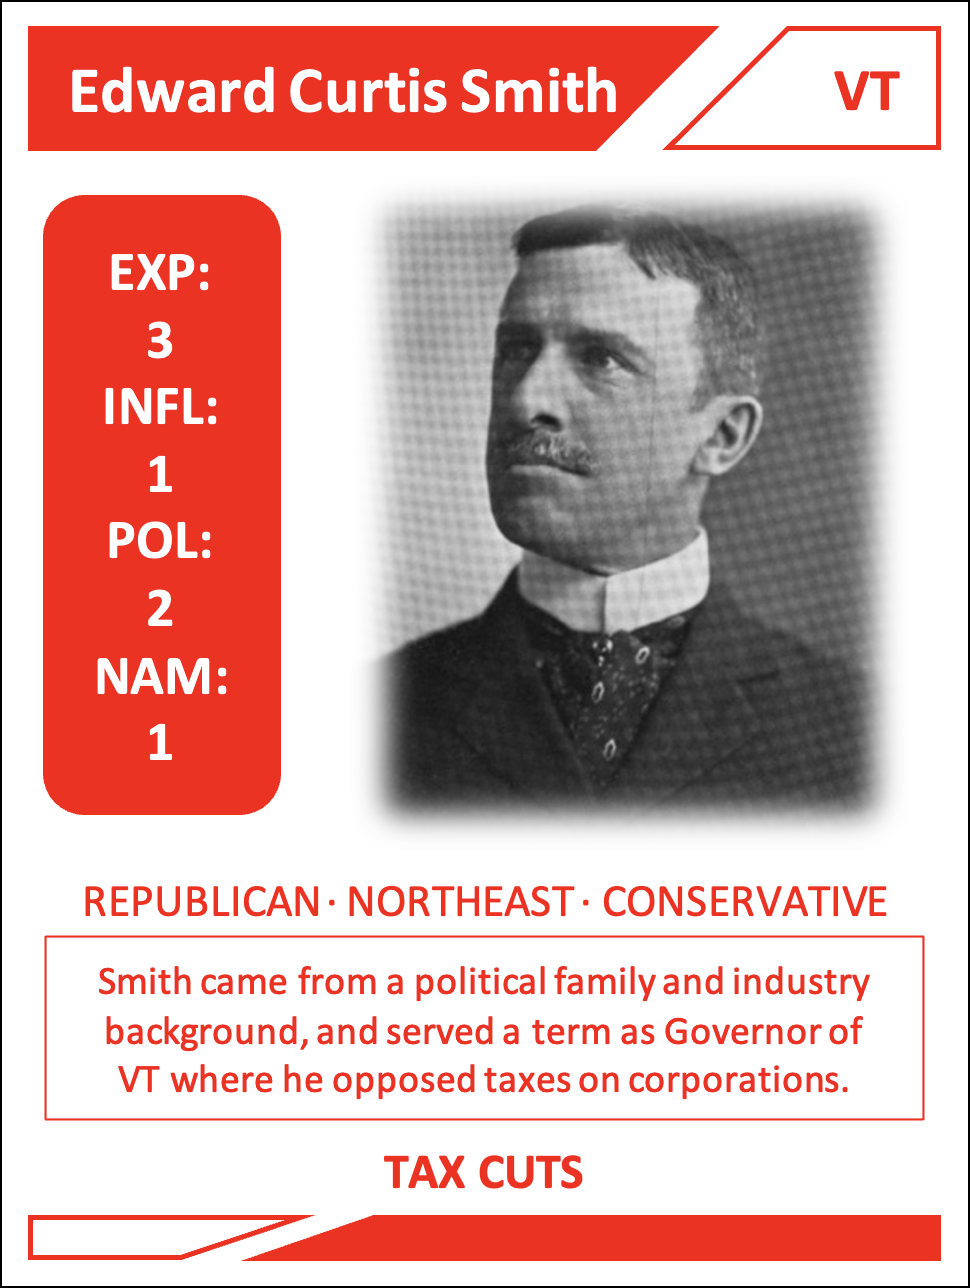 Edward Curtis Smith
VT
EXP:
3
INFL:
1
POL:
2
NAM:
1
REPUBLICAN · NORTHEAST · CONSERVATIVE
Smith came from a political family and industry
background, and served a term as Governor of
VT where he opposed taxes on corporations.
TAX CUTS